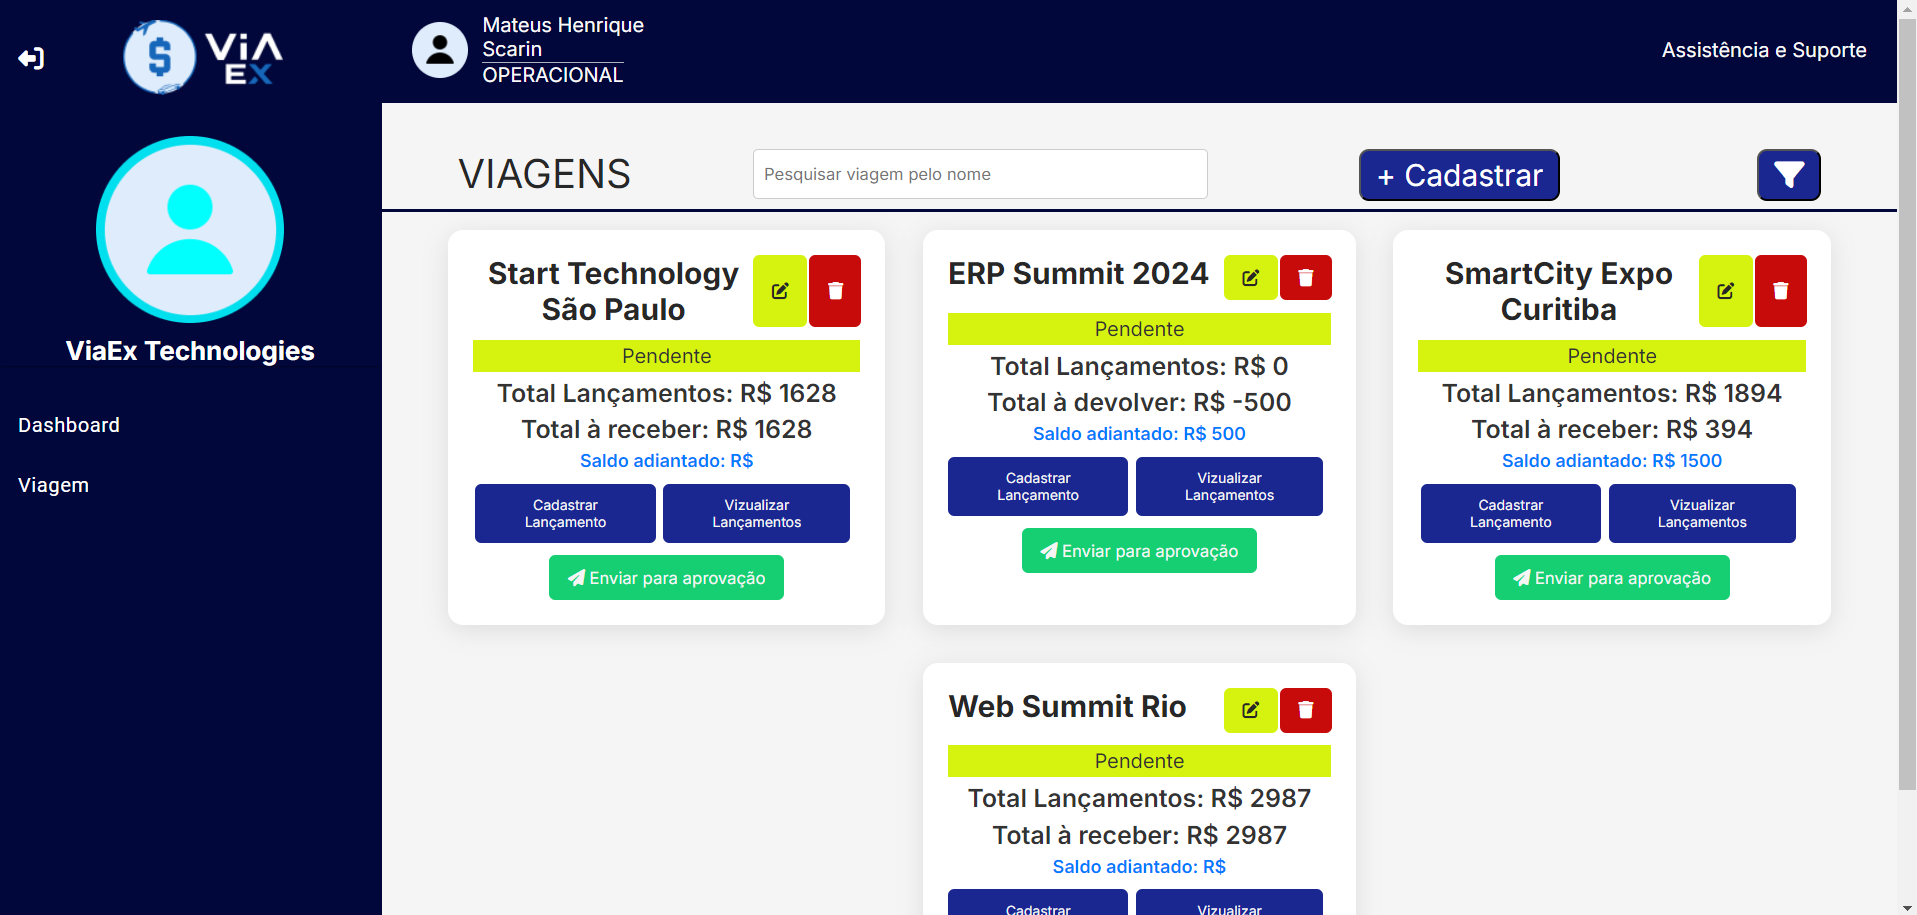 ViA
EX
Mateus Henrique
Scarin
OPERACIONAL
Assistência e Suporte
ViaEx Technologies
Dashboard
Viagem
VIAGENS
Pesquisar viagem pelo nome
+ Cadastrar
Start Technology
São Paulo
Pendente
Total Lançamentos: R$ 1628
Total à receber: R$ 1628
Saldo adiantado: R$
Cadastrar
Lançamento
Vizualizar
Lançamentos
Enviar para aprovação
ERP Summit 2024
Pendente
Total Lançamentos: R$ 0
Total à devolver: R$ -500
Saldo adiantado: R$ 500
Cadastrar
Lançamento
Vizualizar
Lançamentos
Enviar para aprovação
SmartCity Expo
Curitiba
Pendente
Total Lançamentos: R$ 1894
Total à receber: R$ 394
Saldo adiantado: R$ 1500
Cadastrar
Lançamento
Vizualizar
Lançamentos
Enviar para aprovação
Web Summit Rio
Pendente
Total Lançamentos: R$ 2987
Total à receber: R$ 2987
Saldo adiantado: R$
Cadastrar
Vizualizar